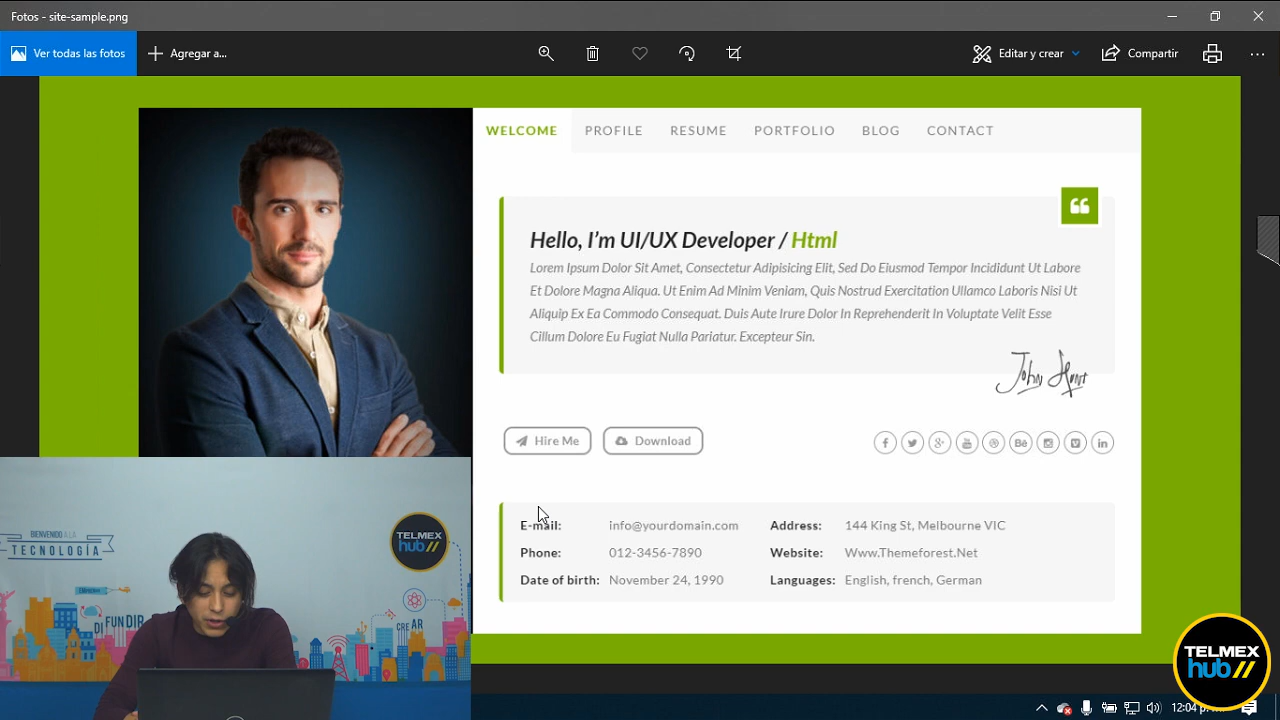 Fotos - site-sample.png
Ver todas las fotos
Agregar a...
Editar y crear
Compartir
WELCOME PROFILE RESUME PORTFOLIO BLOG CONTACT
Hello, I'm UI/UX Developer / Html
Lorem Ipsum Dolor Sit Amet, Consectetur Adipisicing Elit, Sed Do Eiusmod Tempor Incididunt Ut Labore
Et Dolore Magna Aliqua. Ut Enim Ad Minim Veniam, Quis Nostrud Exercitation Ullamco Laboris Nisi Ut
Aliquip Ex Ea Commodo Consequat. Duis Aute Irure Dolor In Reprehenderit In Voluptate Velit Esse
Cillum Dolore Eu Fugiat Nulla Pariatur. Excepteur Sin.
Hire Me
Download
E-mail: info@yourdomain.com Address: 144 King St, Melbourne VIC
Phone: 012-3456-7890 Website: Www.Themeforest.Net
Date of birth: November 24, 1990 Languages: English, french, German
BIENVENIDO A LA
TECNOLOGÍA
TELMEX
hub//
FUNDIR
CREAR
TELMEX
hub//
12:04 p.